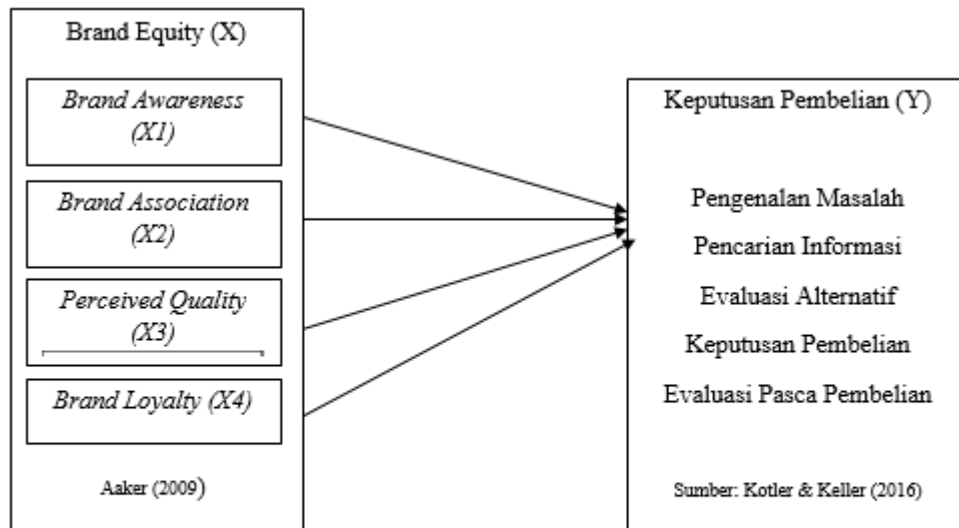 Brand Equity (X)
Brand Awareness
(X1)
Brand Association
(X2)
Perceived Quality
(X3)
Brand Loyalty (X4)
Aaker (2009)
Keputusan Pembelian (Y)
Pengenalan Masalah
Pencarian Informasi
Evaluasi Alternatif
Keputusan Pembelian
Evaluasi Pasca Pembelian
Sumber: Kotler & Keller (2016)